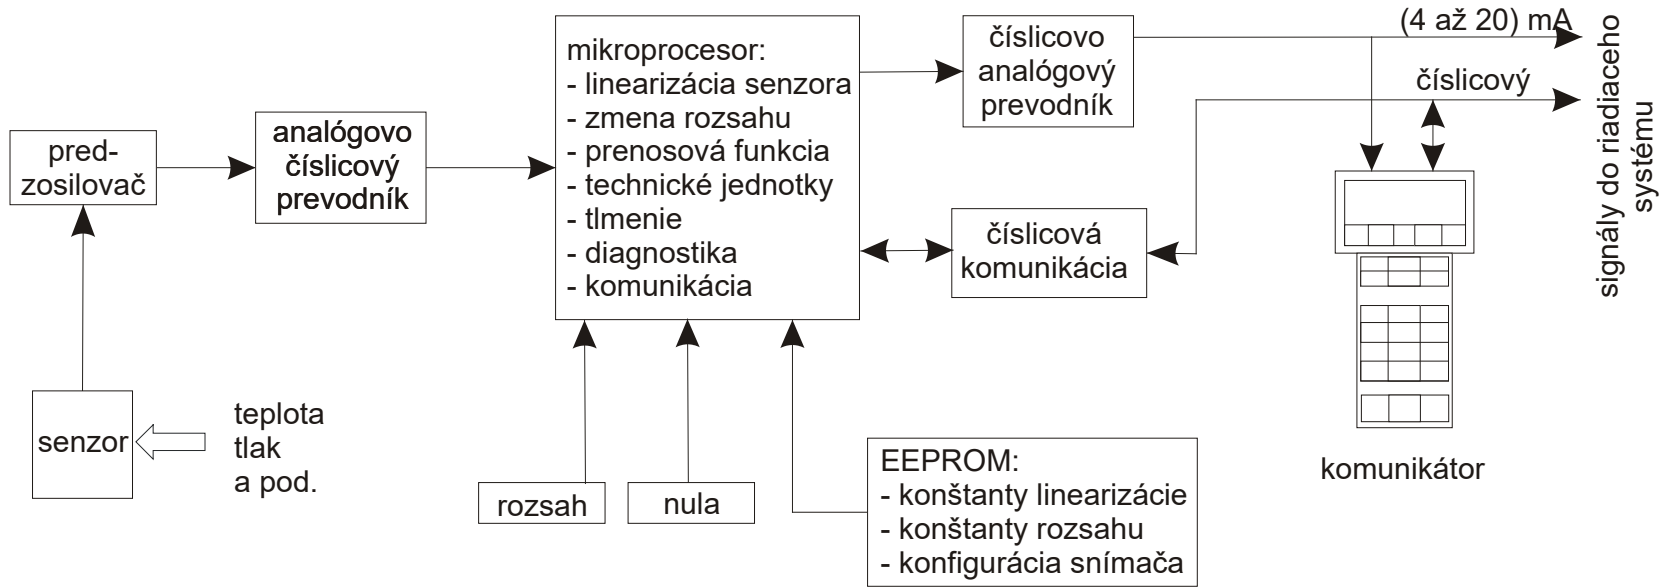 pred-
zosilovač
analógovo
číslicový
prevodník
mikroprocesor:
- linearizácia senzora
- zmena rozsahu
- prenosová funkcia
- technické jednotky
- tlmenie
- diagnostika
- komunikácia
číslicovo
analógový
prevodník
(4 až 20) mA
číslicový
signály do riadiaceho
systému
číslicová
komunikácia
senzor
teplota
tlak
a pod.
rozsah
nula
EEPROM:
- konštanty linearizácie
- konštanty rozsahu
- konfigurácia snímača
komunikátor